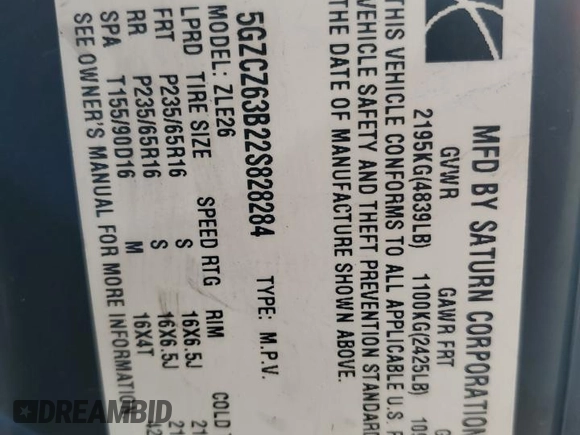 MFD BY SATURN CORPORATION
GVWR GAWR FRT
2195KG(4839LB) 1100KG(2425LB)
THIS VEHICLE CONFORMS TO ALL APPLICABLE U.S.
VEHICLE SAFETY AND THEFT PREVENTION STANDARD
THE DATE OF MANUFACTURE SHOWN ABOVE.
5GZCZ63B22S828284 TYPE: M.P.V.
MODEL: ZLE26
LPRD TIRE SIZE SPEED RTG RIM COLD
FRT P235/65R16 S 16X6.5J
RR P235/65R16 S 16X6.5J
SPA T155/90D16 M 16X4T
SEE OWNER'S MANUAL FOR MORE INFORMATION
DREAMBID